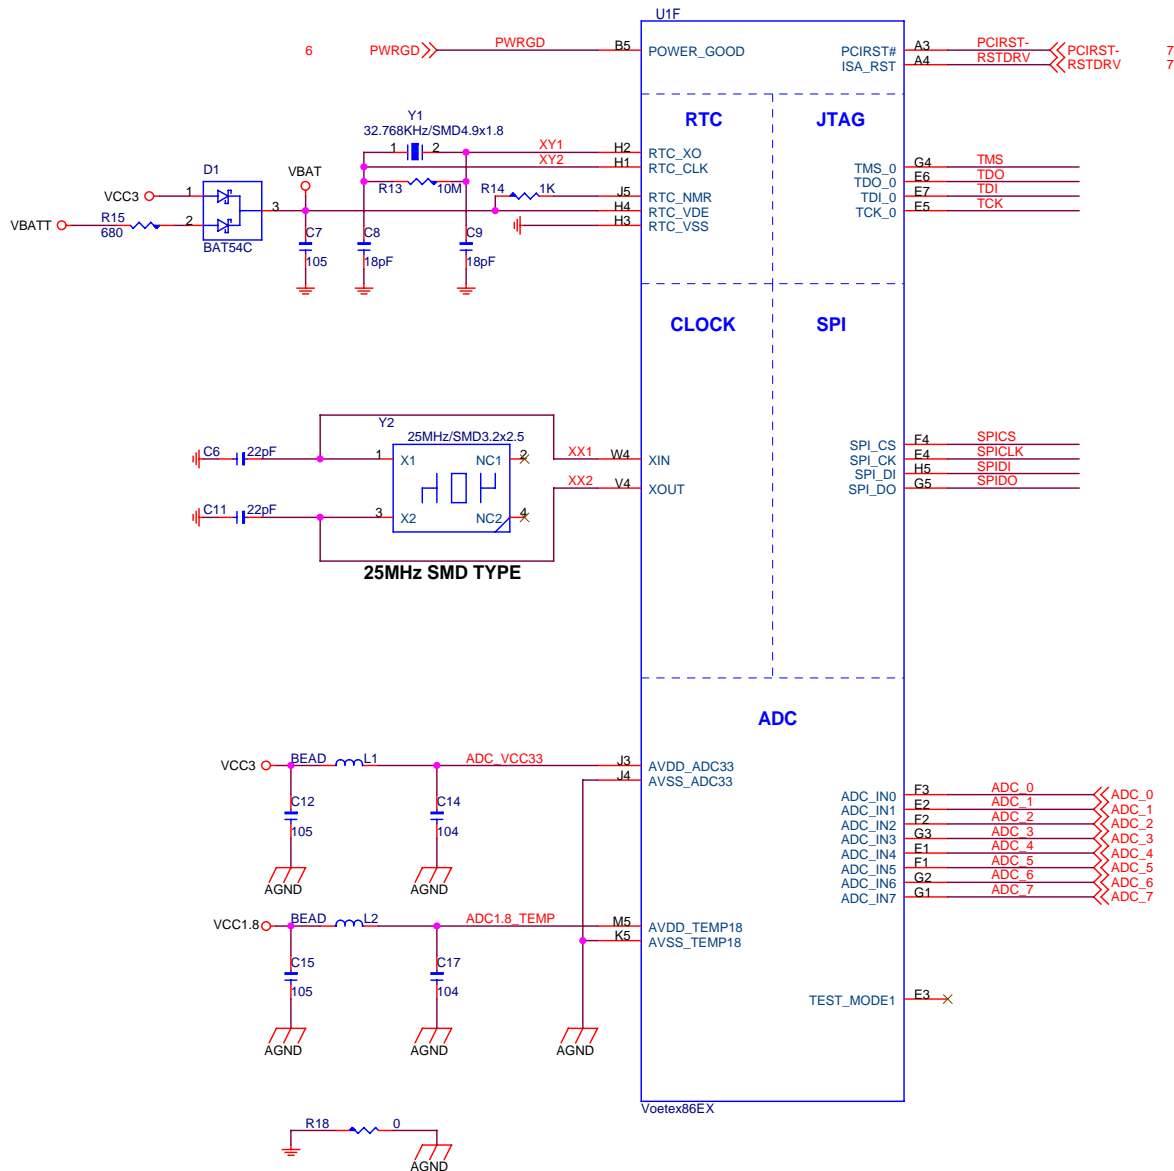 U1F
6 PWRGD PWRGD B5 POWER_GOOD PCIRST# A3 PCIRST- PCIRST- 7
ISA_RST A4 RSTDRV RSTDRV 7
RTC JTAG
Y1
32.768KHz/SMD4.9x1.8
1 2 XY1 H2 RTC_XO
XY2 H1 RTC_CLK TMS_0 G4 TMS
TDO_0 E6 TDO
D1 VBAT R13 10M R14 1K J5 RTC_NMR TDI_0 E7 TDI
VCC3 1 3 H4 RTC_VDE TCK_0 E5 TCK
VBATT R15 2 H3 RTC_VSS
680 C7 C8 C9
BAT54C
105 18pF 18pF
CLOCK SPI
Y2
25MHz/SMD3.2x2.5
C6 22pF 1 X1 NC1 2 XX1 W4 XIN SPI_CS F4 SPICS
SPI_CK E4 SPICLK
SPI_DI H5 SPIDI
XX2 V4 XOUT SPI_DO G5 SPIDO
C11 22pF 3 X2 NC2 4
25MHz SMD TYPE
ADC
VCC3 BEAD L1 ADC_VCC33 J3 AVDD_ADC33
J4 AVSS_ADC33
C12 C14 ADC_IN0 F3 ADC_0 ADC_0
ADC_IN1 E2 ADC_1 ADC_1
105 104 ADC_IN2 F2 ADC_2 ADC_2
ADC_IN3 G3 ADC_3 ADC_3
ADC_IN4 E1 ADC_4 ADC_4
ADC_IN5 F1 ADC_5 ADC_5
AGND AGND ADC_IN6 G2 ADC_6 ADC_6
ADC_IN7 G1 ADC_7 ADC_7
VCC1.8 BEAD L2 ADC1.8_TEMP M5 AVDD_TEMP18
K5 AVSS_TEMP18
C15 C17
105 104
TEST_MODE1 E3
AGND AGND AGND
Voetex86EX
R18 0
AGND